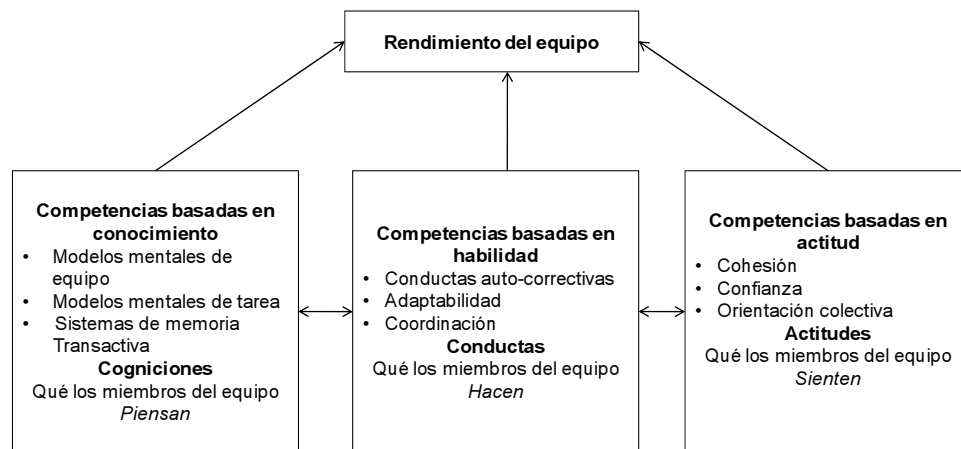 Rendimiento del equipo
Competencias basadas en
conocimiento
• Modelos mentales de
equipo
• Modelos mentales de tarea
• Sistemas de memoria
Transactiva
Cogniciones
Qué los miembros del equipo
Piensan
Competencias basadas en
habilidad
• Conductas auto-correctivas
• Adaptabilidad
• Coordinación
Conductas
Qué los miembros del equipo
Hacen
Competencias basadas en
actitud
• Cohesión
• Confianza
• Orientación colectiva
Actitudes
Qué los miembros del equipo
Sienten